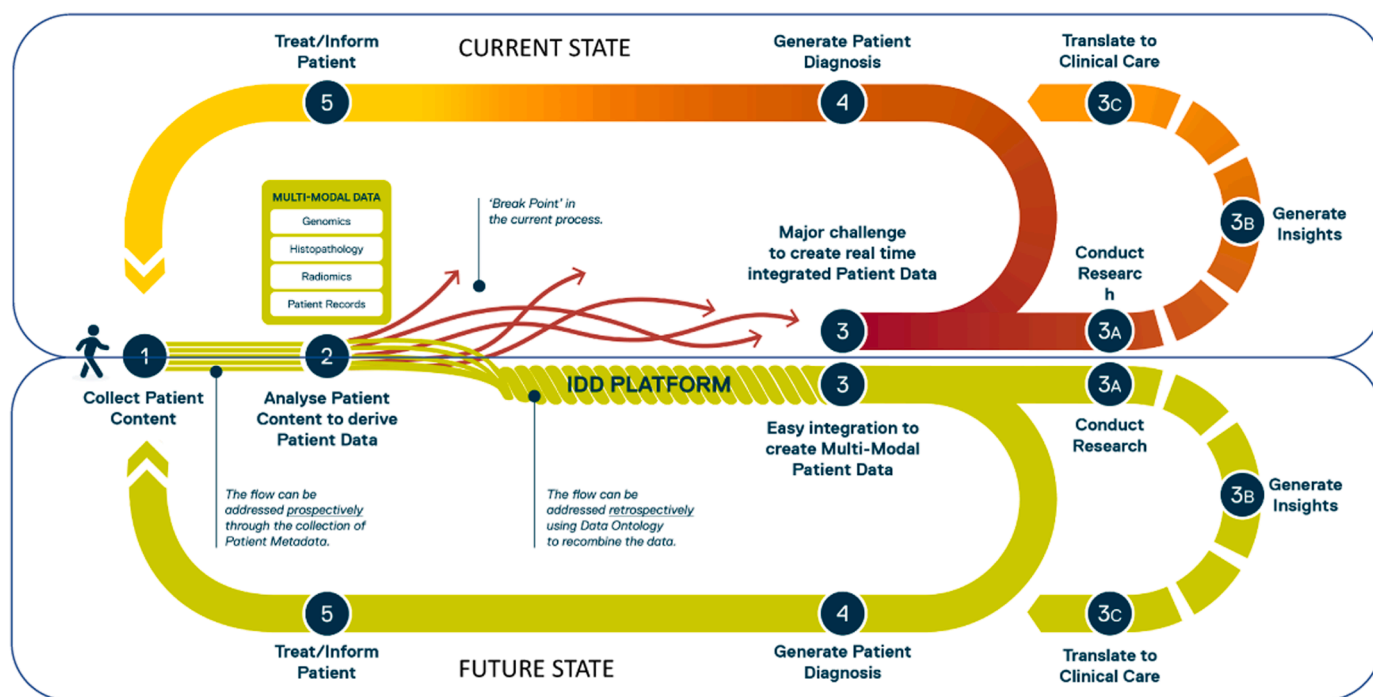 CURRENT STATE
Treat/Inform
Patient
5
Generate Patient
Diagnosis
4
Translate to
Clinical Care
3C
MULTI-MODAL DATA
Genomics
Histopathology
Radiomics
Patient Records
'Break Point' in
the current process.
Major challenge
to create real time
integrated Patient Data
3
Conduct
Researc
h
3A
3B
Generate
Insights
1
Collect Patient
Content
2
Analyse Patient
Content to derive
Patient Data
IDD PLATFORM
3
Easy integration to
create Multi-Modal
Patient Data
3A
Conduct
Research
3B
Generate
Insights
The flow can be
addressed prospectively
through the collection of
Patient Metadata.
The flow can be
addressed retrospectively
using Data Ontology
to recombine the data.
5
Treat/Inform
Patient
FUTURE STATE
4
Generate Patient
Diagnosis
3C
Translate to
Clinical Care